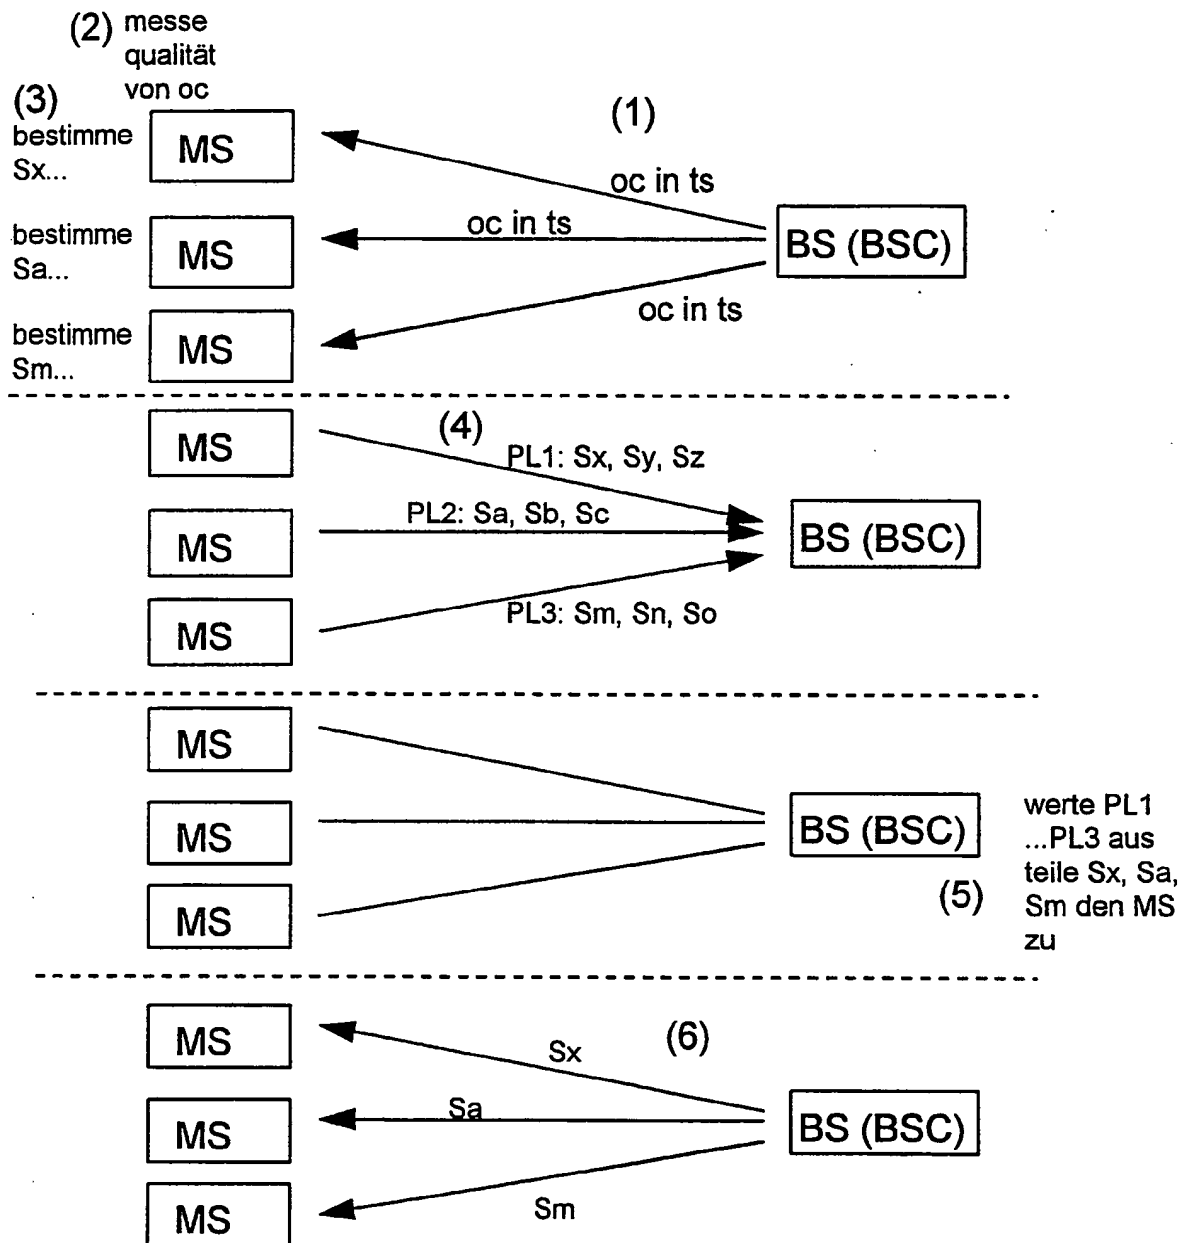 (2) messe
qualität
von oc
(3)
bestimme
Sx...
MS
(1)
oc in ts
bestimme
Sa...
MS
oc in ts
BS (BSC)
bestimme
Sm...
MS
oc in ts
MS
(4)
PL1: Sx, Sy, Sz
MS
PL2: Sa, Sb, Sc
BS (BSC)
MS
PL3: Sm, Sn, So
MS
MS
BS (BSC)
MS
(5)
werte PL1
...PL3 aus
teile Sx, Sa,
Sm den MS
zu
MS
Sx
(6)
MS
Sa
BS (BSC)
MS
Sm